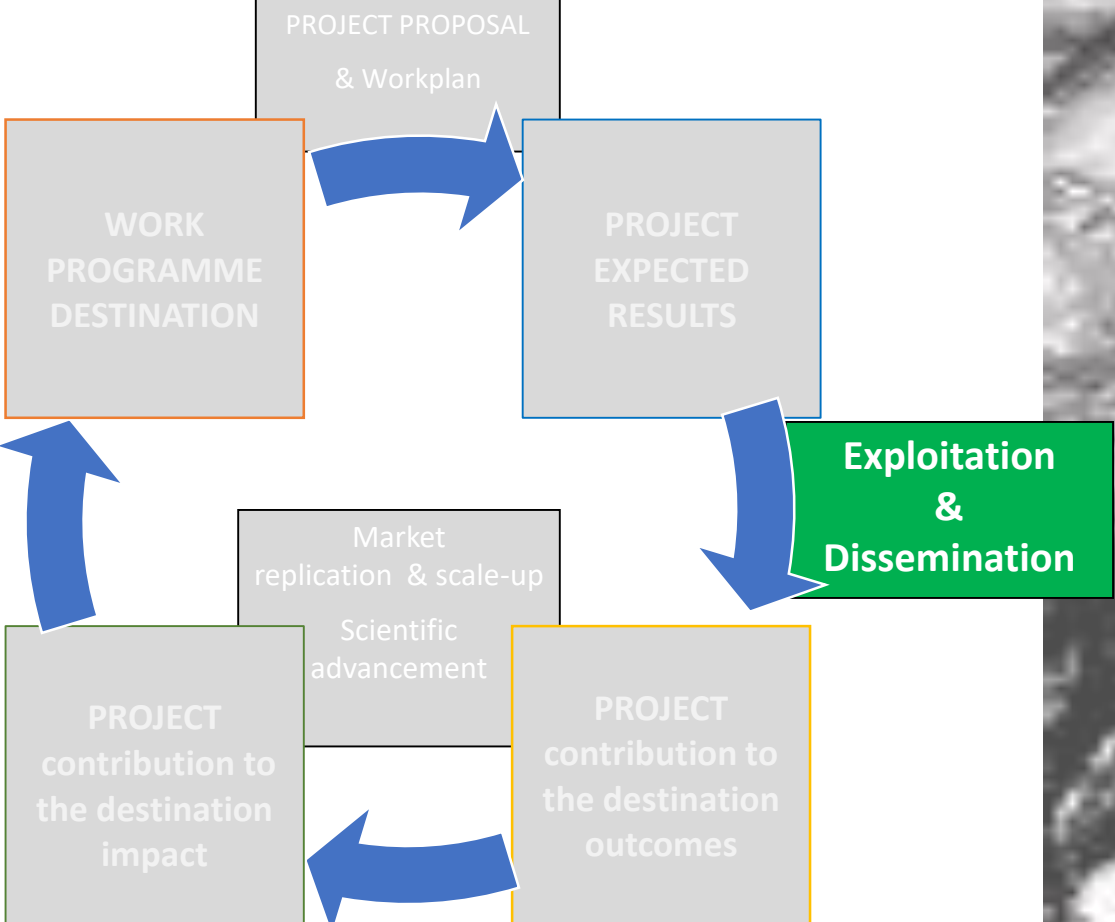 PROJECT PROPOSAL
& Workplan
WORK
PROGRAMME
DESTINATION
PROJECT
EXPECTED
RESULTS
Exploitation
&
Dissemination
Market
replication & scale-up
Scientific
advancement
PROJECT
contribution to
the destination
impact
PROJECT
contribution to
the destination
outcomes